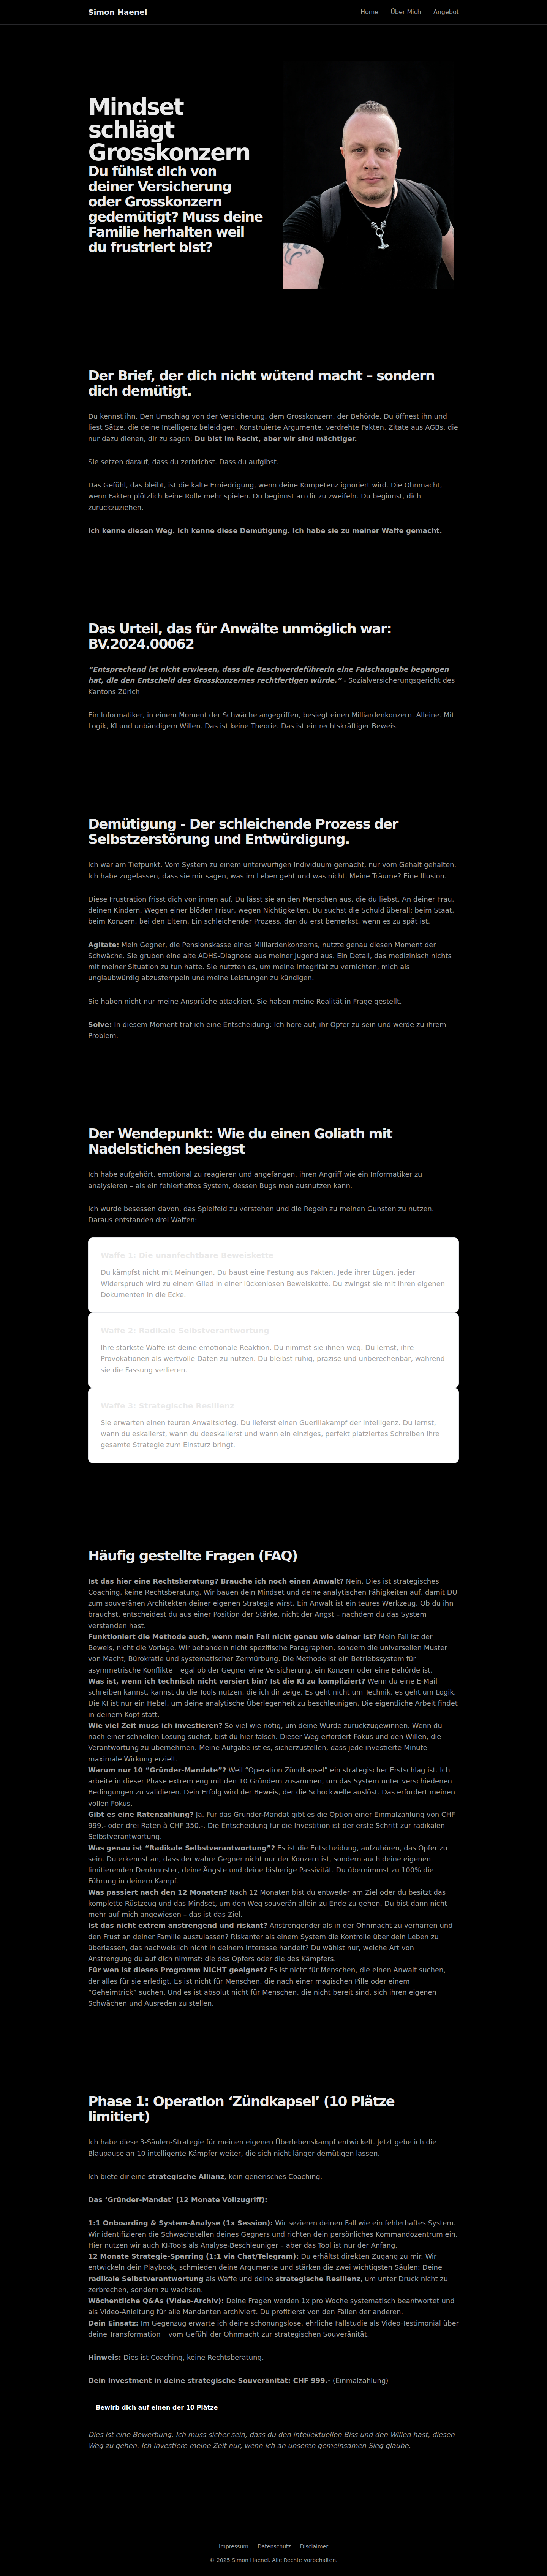 Simon Haenel
Home Über Mich Angebot
Mindset
schlägt
Grosskonzern
Du fühlst dich von
deiner Versicherung
oder Grosskonzern
gedemütigt? Muss deine
Familie herhalten weil
du frustriert bist?
Der Brief, der dich nicht wütend macht – sondern
dich demütigt.
Du kennst ihn. Den Umschlag von der Versicherung, dem Grosskonzern, der Behörde. Du öffnest ihn und
liest Sätze, die deine Intelligenz beleidigen. Konstruierte Argumente, verdrehte Fakten, Zitate aus AGBs, die
nur dazu dienen, dir zu sagen: Du bist im Recht, aber wir sind mächtiger.
Sie setzen darauf, dass du zerbrichst. Dass du aufgibst.
Das Gefühl, das bleibt, ist die kalte Erniedrigung, wenn deine Kompetenz ignoriert wird. Die Ohnmacht,
wenn Fakten plötzlich keine Rolle mehr spielen. Du beginnst an dir zu zweifeln. Du beginnst, dich
zurückzuziehen.
Ich kenne diesen Weg. Ich kenne diese Demütigung. Ich habe sie zu meiner Waffe gemacht.
Das Urteil, das für Anwälte unmöglich war:
BV.2024.00062
“Entsprechend ist nicht erwiesen, dass die Beschwerdeführerin eine Falschangabe begangen
hat, die den Entscheid des Grosskonzernes rechtfertigen würde.” - Sozialversicherungsgericht des
Kantons Zürich
Ein Informatiker, in einem Moment der Schwäche angegriffen, besiegt einen Milliardenkonzern. Alleine. Mit
Logik, KI und unbändigem Willen. Das ist keine Theorie. Das ist ein rechtskräftiger Beweis.
Demütigung - Der schleichende Prozess der
Selbstzerstörung und Entwürdigung.
Ich war am Tiefpunkt. Vom System zu einem unterwürfigen Individuum gemacht, nur vom Gehalt gehalten.
Ich habe zugelassen, dass sie mir sagen, was im Leben geht und was nicht. Meine Träume? Eine Illusion.
Diese Frustration frisst dich von innen auf. Du lässt sie an den Menschen aus, die du liebst. An deiner Frau,
deinen Kindern. Wegen einer blöden Frisur, wegen Nichtigkeiten. Du suchst die Schuld überall: beim Staat,
beim Konzern, bei den Eltern. Ein schleichender Prozess, den du erst bemerkst, wenn es zu spät ist.
Agitate: Mein Gegner, die Pensionskasse eines Milliardenkonzerns, nutzte genau diesen Moment der
Schwäche. Sie gruben eine alte ADHS-Diagnose aus meiner Jugend aus. Ein Detail, das medizinisch nichts
mit meiner Situation zu tun hatte. Sie nutzten es, um meine Integrität zu vernichten, mich als
unglaubwürdig abzustempeln und meine Leistungen zu kündigen.
Sie haben nicht nur meine Ansprüche attackiert. Sie haben meine Realität in Frage gestellt.
Solve: In diesem Moment traf ich eine Entscheidung: Ich höre auf, ihr Opfer zu sein und werde zu ihrem
Problem.
Der Wendepunkt: Wie du einen Goliath mit
Nadelstichen besiegst
Ich habe aufgehört, emotional zu reagieren und angefangen, ihren Angriff wie ein Informatiker zu
analysieren – als ein fehlerhaftes System, dessen Bugs man ausnutzen kann.
Ich wurde besessen davon, das Spielfeld zu verstehen und die Regeln zu meinen Gunsten zu nutzen.
Daraus entstanden drei Waffen:
Waffe 1: Die unanfechtbare Beweiskette
Du kämpfst nicht mit Meinungen. Du baust eine Festung aus Fakten. Jede ihrer Lügen, jeder
Widerspruch wird zu einem Glied in einer lückenlosen Beweiskette. Du zwingst sie mit ihren eigenen
Dokumenten in die Ecke.
Waffe 2: Radikale Selbstverantwortung
Ihre stärkste Waffe ist deine emotionale Reaktion. Du nimmst sie ihnen weg. Du lernst, ihre
Provokationen als wertvolle Daten zu nutzen. Du bleibst ruhig, präzise und unberechenbar, während
sie die Fassung verlieren.
Waffe 3: Strategische Resilienz
Sie erwarten einen teuren Anwaltskrieg. Du lieferst einen Guerillakampf der Intelligenz. Du lernst,
wann du eskalierst, wann du deeskalierst und wann ein einziges, perfekt platziertes Schreiben ihre
gesamte Strategie zum Einsturz bringt.
Häufig gestellte Fragen (FAQ)
Ist das hier eine Rechtsberatung? Brauche ich noch einen Anwalt? Nein. Dies ist strategisches
Coaching, keine Rechtsberatung. Wir bauen dein Mindset und deine analytischen Fähigkeiten auf, damit DU
zum souveränen Architekten deiner eigenen Strategie wirst. Ein Anwalt ist ein teures Werkzeug. Ob du ihn
brauchst, entscheidest du aus einer Position der Stärke, nicht der Angst – nachdem du das System
verstanden hast.
Funktioniert die Methode auch, wenn mein Fall nicht genau wie deiner ist? Mein Fall ist der
Beweis, nicht die Vorlage. Wir behandeln nicht spezifische Paragraphen, sondern die universellen Muster
von Macht, Bürokratie und systematischer Zermürbung. Die Methode ist ein Betriebssystem für
asymmetrische Konflikte – egal ob der Gegner eine Versicherung, ein Konzern oder eine Behörde ist.
Was ist, wenn ich technisch nicht versiert bin? Ist die KI zu kompliziert? Wenn du eine E-Mail
schreiben kannst, kannst du die Tools nutzen, die ich dir zeige. Es geht nicht um Technik, es geht um Logik.
Die KI ist nur ein Hebel, um deine analytische Überlegenheit zu beschleunigen. Die eigentliche Arbeit findet
in deinem Kopf statt.
Wie viel Zeit muss ich investieren? So viel wie nötig, um deine Würde zurückzugewinnen. Wenn du
nach einer schnellen Lösung suchst, bist du hier falsch. Dieser Weg erfordert Fokus und den Willen, die
Verantwortung zu übernehmen. Meine Aufgabe ist es, sicherzustellen, dass jede investierte Minute
maximale Wirkung erzielt.
Warum nur 10 “Gründer-Mandate”? Weil “Operation Zündkapsel” ein strategischer Erstschlag ist. Ich
arbeite in dieser Phase extrem eng mit den 10 Gründern zusammen, um das System unter verschiedenen
Bedingungen zu validieren. Dein Erfolg wird der Beweis, der die Schockwelle auslöst. Das erfordert meinen
vollen Fokus.
Gibt es eine Ratenzahlung? Ja. Für das Gründer-Mandat gibt es die Option einer Einmalzahlung von CHF
999.- oder drei Raten à CHF 350.-. Die Entscheidung für die Investition ist der erste Schritt zur radikalen
Selbstverantwortung.
Was genau ist “Radikale Selbstverantwortung”? Es ist die Entscheidung, aufzuhören, das Opfer zu
sein. Du erkennst an, dass der wahre Gegner nicht nur der Konzern ist, sondern auch deine eigenen
limitierenden Denkmuster, deine Ängste und deine bisherige Passivität. Du übernimmst zu 100% die
Führung in deinem Kampf.
Was passiert nach den 12 Monaten? Nach 12 Monaten bist du entweder am Ziel oder du besitzt das
komplette Rüstzeug und das Mindset, um den Weg souverän allein zu Ende zu gehen. Du bist dann nicht
mehr auf mich angewiesen – das ist das Ziel.
Ist das nicht extrem anstrengend und riskant? Anstrengender als in der Ohnmacht zu verharren und
den Frust an deiner Familie auszulassen? Riskanter als einem System die Kontrolle über dein Leben zu
überlassen, das nachweislich nicht in deinem Interesse handelt? Du wählst nur, welche Art von
Anstrengung du auf dich nimmst: die des Opfers oder die des Kämpfers.
Für wen ist dieses Programm NICHT geeignet? Es ist nicht für Menschen, die einen Anwalt suchen,
der alles für sie erledigt. Es ist nicht für Menschen, die nach einer magischen Pille oder einem
“Geheimtrick” suchen. Und es ist absolut nicht für Menschen, die nicht bereit sind, sich ihren eigenen
Schwächen und Ausreden zu stellen.
Phase 1: Operation ‘Zündkapsel’ (10 Plätze
limitiert)
Ich habe diese 3-Säulen-Strategie für meinen eigenen Überlebenskampf entwickelt. Jetzt gebe ich die
Blaupause an 10 intelligente Kämpfer weiter, die sich nicht länger demütigen lassen.
Ich biete dir eine strategische Allianz, kein generisches Coaching.
Das ‘Gründer-Mandat’ (12 Monate Vollzugriff):
1:1 Onboarding & System-Analyse (1x Session): Wir sezieren deinen Fall wie ein fehlerhaftes System.
Wir identifizieren die Schwachstellen deines Gegners und richten dein persönliches Kommandozentrum ein.
Hier nutzen wir auch KI-Tools als Analyse-Beschleuniger – aber das Tool ist nur der Anfang.
12 Monate Strategie-Sparring (1:1 via Chat/Telegram): Du erhältst direkten Zugang zu mir. Wir
entwickeln dein Playbook, schmieden deine Argumente und stärken die zwei wichtigsten Säulen: Deine
radikale Selbstverantwortung als Waffe und deine strategische Resilienz, um unter Druck nicht zu
zerbrechen, sondern zu wachsen.
Wöchentliche Q&As (Video-Archiv): Deine Fragen werden 1x pro Woche systematisch beantwortet und
als Video-Anleitung für alle Mandanten archiviert. Du profitierst von den Fällen der anderen.
Dein Einsatz: Im Gegenzug erwarte ich deine schonungslose, ehrliche Fallstudie als Video-Testimonial über
deine Transformation – vom Gefühl der Ohnmacht zur strategischen Souveränität.
Hinweis: Dies ist Coaching, keine Rechtsberatung.
Dein Investment in deine strategische Souveränität: CHF 999.- (Einmalzahlung)
Bewirb dich auf einen der 10 Plätze
Dies ist eine Bewerbung. Ich muss sicher sein, dass du den intellektuellen Biss und den Willen hast, diesen
Weg zu gehen. Ich investiere meine Zeit nur, wenn ich an unseren gemeinsamen Sieg glaube.
Impressum Datenschutz Disclaimer
© 2025 Simon Haenel. Alle Rechte vorbehalten.